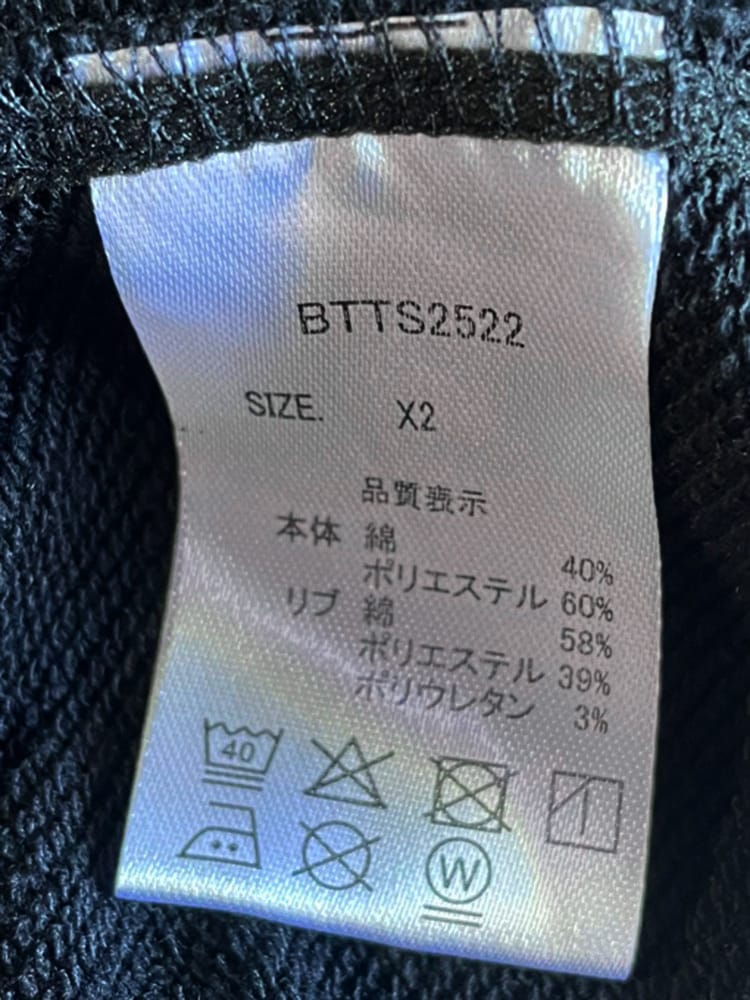 BTTS2522
SIZE. X2
品質表示
本体 綿 40%
ポリエステル 60%
リブ 綿 58%
ポリエステル 39%
ポリウレタン 3%
40
W